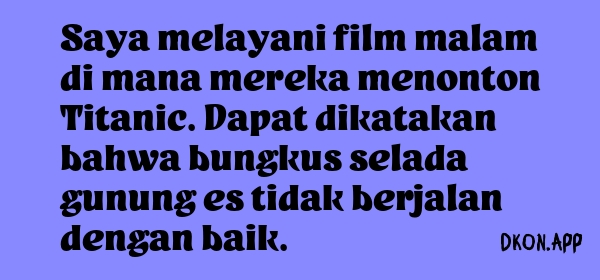 Saya melayani film malam
di mana mereka menonton
Titanic. Dapat dikatakan
bahwa bungkus selada
gunung es tidak berjalan
dengan baik.
DKON.APP